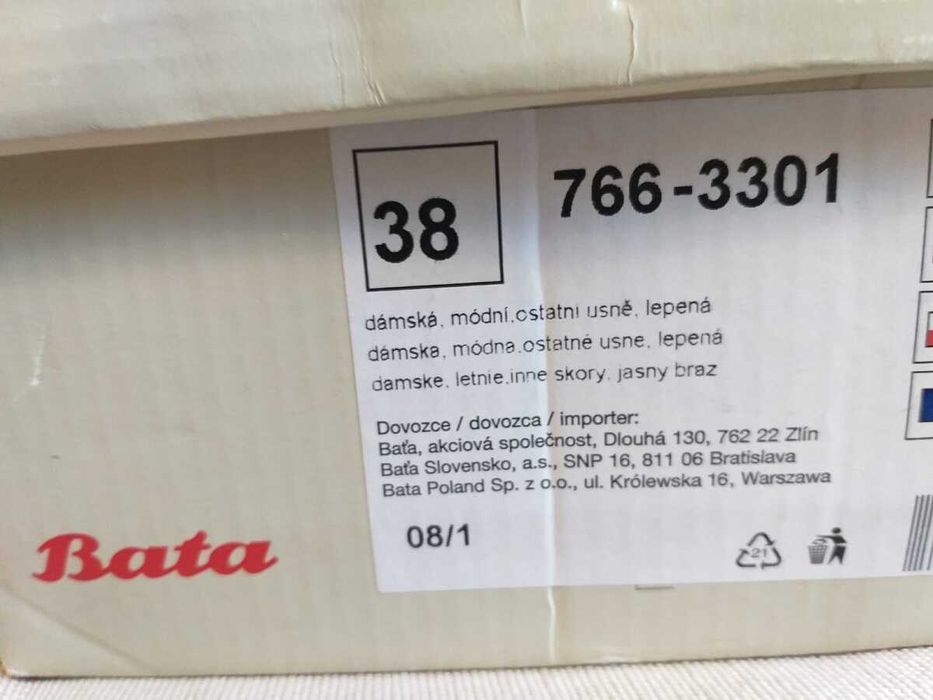 38
766-3301
dámská, módní,ostatní usně, lepená
dámska, módna,ostatné usne, lepená
damske, letnie,inne skory, jasny braz
Dovozce / dovozca / importer:
Baťa, akciová společnost, Dlouhá 130, 762 22 Zlín
Baťa Slovensko, a.s., SNP 16, 811 06 Bratislava
Bata Poland Sp. z o.o., ul. Królewska 16, Warszawa
08/1
21
Bata